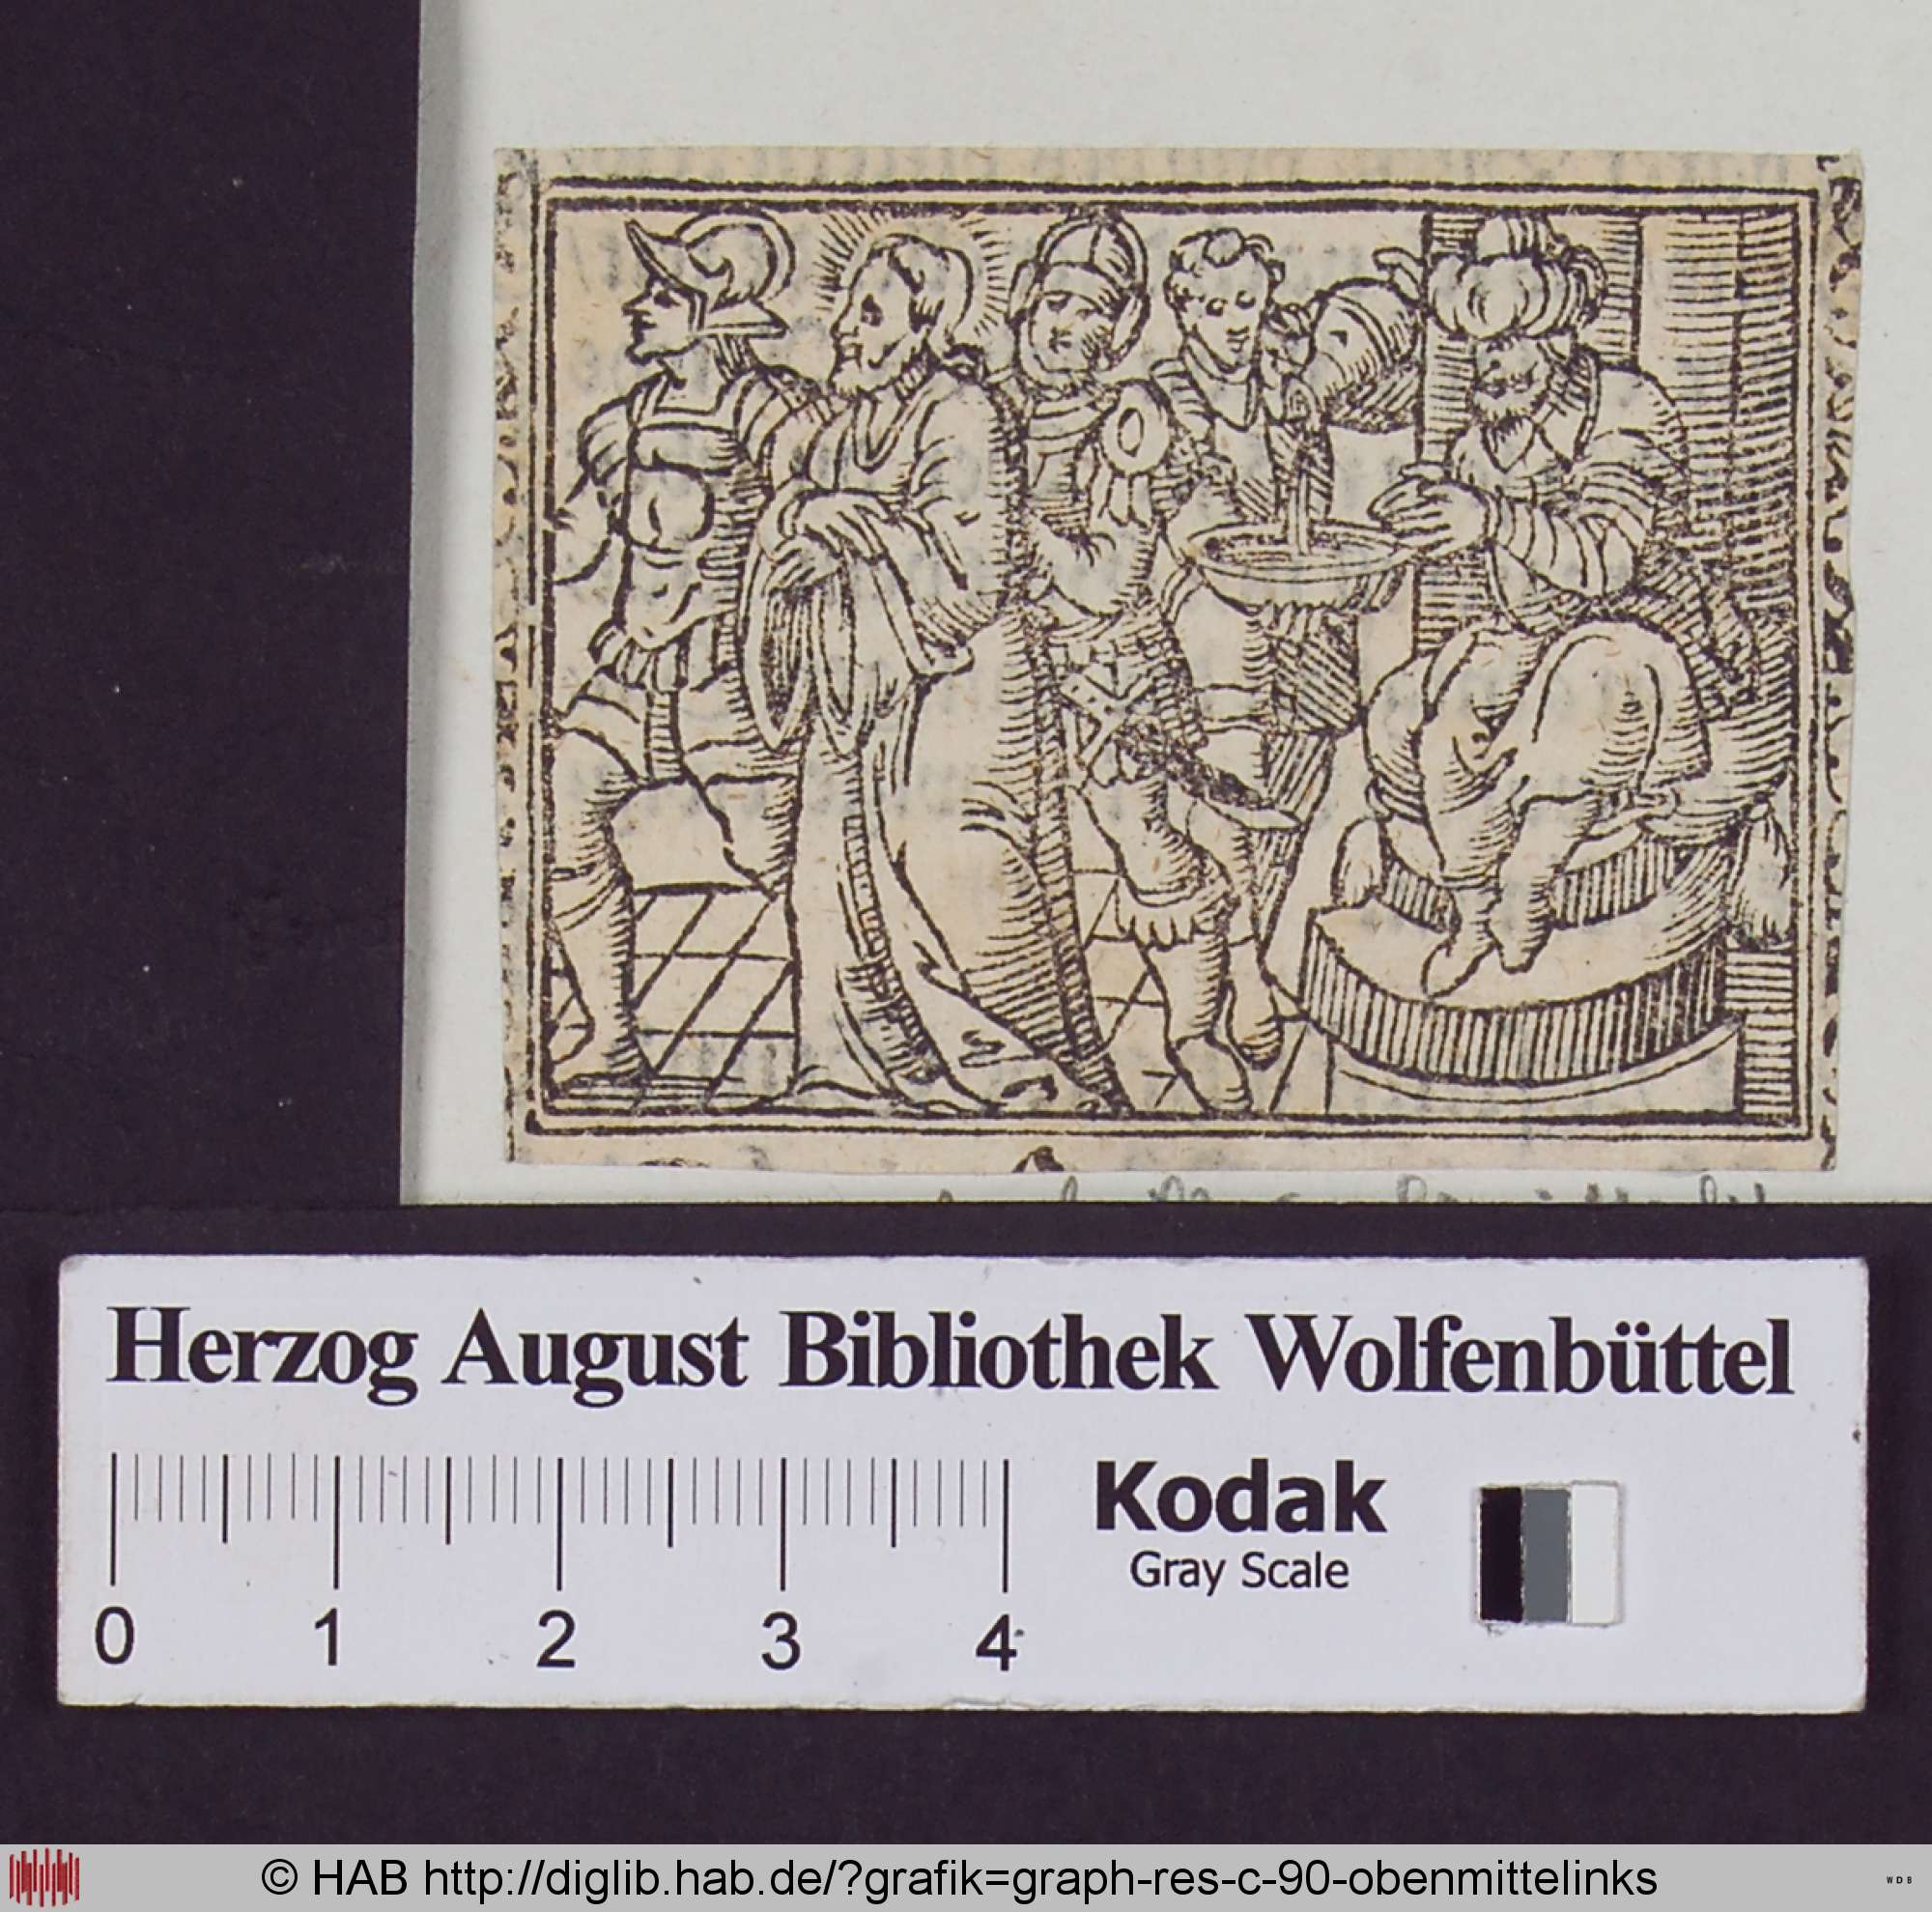 Herzog August Bibliothek Wolfenbüttel
Kodak
Gray Scale
0 1 2 3 4
© HAB http://diglib.hab.de/?grafik=graph-res-c-90-obenmittelinks
WDB